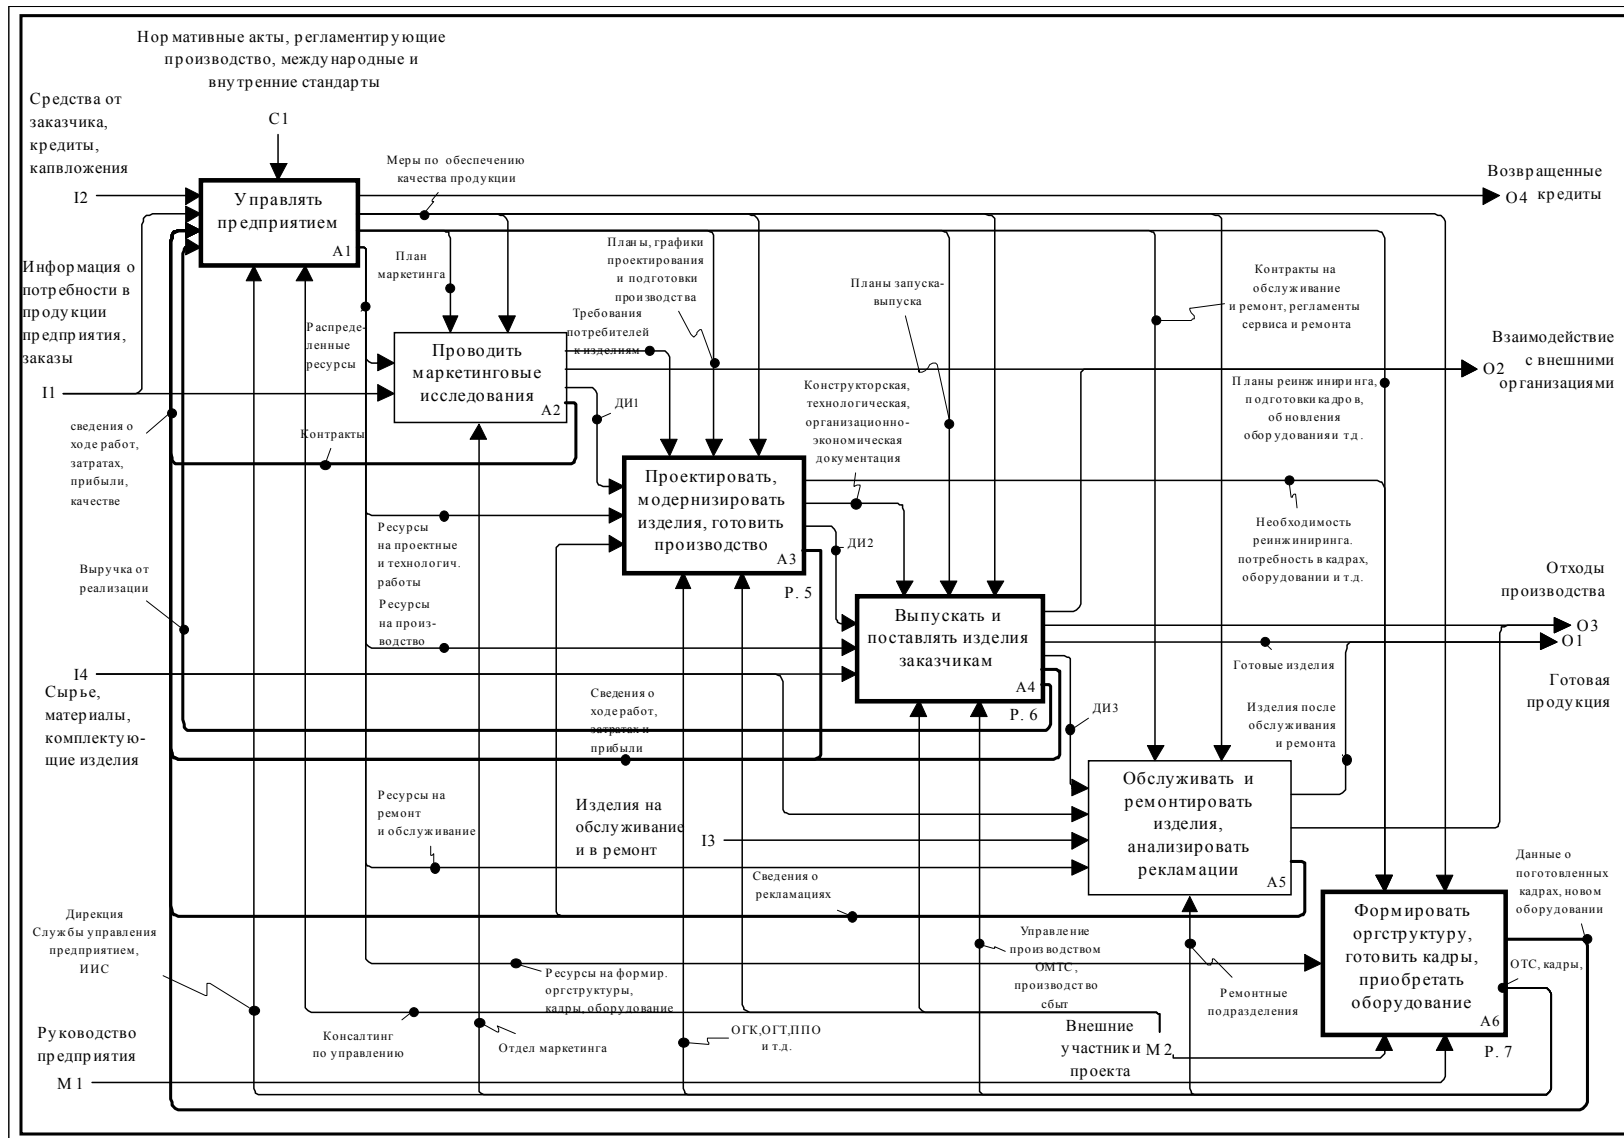 Нормативные акты, регламентирующие
производство, международные и
внутренние стандарты
C1
Средства от
заказчика,
кредиты,
капвложения
I2
Управлять
предприятием
A1
Меры по обеспечению
качества продукции
Возвращенные
кредиты
O4
Информация о
потребности в
продукции
предприятия,
заказы
I1
План
маркетинга
Распреде-
ленные
ресурсы
Планы, графики
проектирования
и подготовки
производства
Требования
потребителей
к изделиям
Планы запуска-
выпуска
Контракты на
обслуживание
и ремонт, регламенты
сервиса и ремонта
Взаимодействие
с внешними
организациями
O2
Проводить
маркетинговые
исследования
A2
ДИ1
Конструкторская,
технологическая,
организационно-
экономическая
документация
Планы реинжиниринга,
подготовки кадров,
обновления
оборудования и т.д.
сведения о
ходе работ,
затратах,
прибыли,
качестве
Контракты
Проектировать,
модернизировать
изделия, готовить
производство
A3
Р. 5
ДИ2
Необходимость
реинжиниринга.
потребность в кадрах,
оборудовании и т.д.
Ресурсы
на проектные
и технологич.
работы
Ресурсы
на произ-
водство
Выручка от
реализации
Выпускать и
поставлять изделия
заказчикам
A4
Р. 6
Отходы
производства
O3
O1
Готовая
продукция
Готовые изделия
I4
Сырье,
материалы,
комплектую-
щие изделия
Сведения о
ходе работ,
затратах и
прибыли
ДИ3
Изделия после
обслуживания
и ремонта
Обслуживать и
ремонтировать
изделия,
анализировать
рекламации
A5
Ресурсы на
ремонт
и обслуживание
Изделия на
обслуживание
и в ремонт
I3
Сведения о
рекламациях
Данные о
поготовленных
кадрах, новом
оборудовании
Дирекция
Службы управления
предприятием,
ИИС
Управление
производством
ОМТС,
производство
сбыт
Формировать
оргструктуру,
готовить кадры,
приобретать
оборудование
A6
Р. 7
ОТС, кадры,
Ресурсы на формир.
оргструктуры,
кадры, оборудование
Ремонтные
подразделения
Руководство
предприятия
M1
Консалтинг
по управлению
Отдел маркетинга
ОГК,ОГТ,ППО
и т.д.
Внешние
участники
проекта
M2